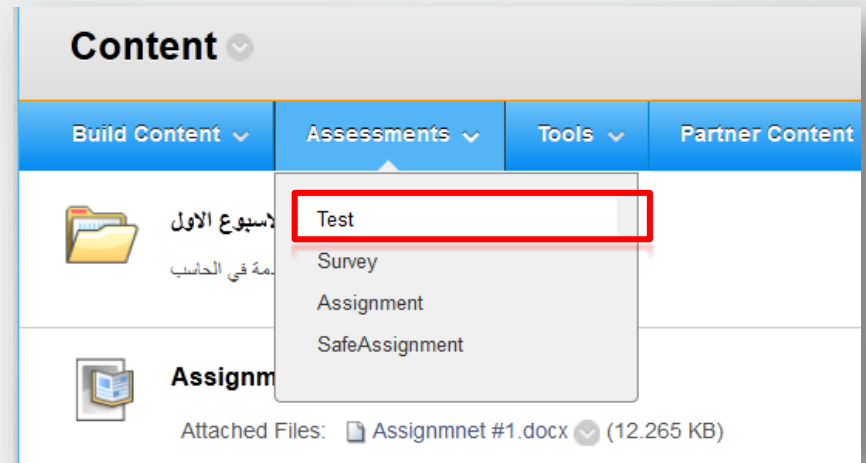 Content
Build Content Assessments Tools Partner Content
Test
Survey
Assignment
SafeAssignment
الاول
في الحاسب
Attached Files: Assignmnet #1.docx (12.265 KB)